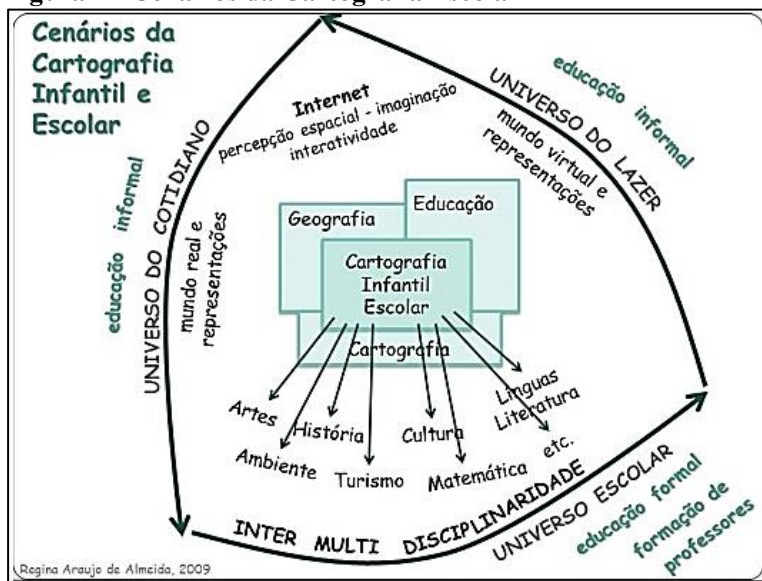 Cenários da
Cartografia
Infantil e
Escolar
educação informal
UNIVERSO DO COTIDIANO
mundo real e
representações
Internet
percepção espacial - imaginação
interatividade
educação informal
UNIVERSO DO LAZER
mundo virtual e
representações
Geografia
Educação
Cartografia
Infantil
Escolar
Cartografia
Artes
Ambiente
História
Turismo
Cultura
Matemática
Línguas
Literatura
etc.
INTER MULTI DISCIPLINARIDADE
UNIVERSO ESCOLAR
educação formal
formação de
professores
Regina Araujo de Almeida, 2009